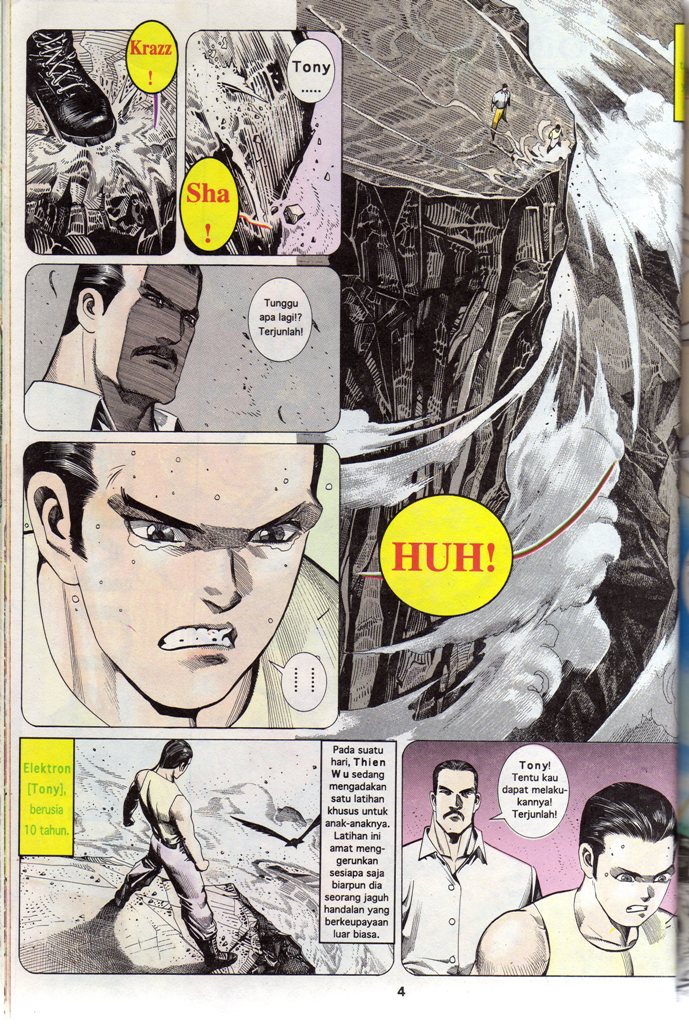 Krazz
!
Tony
.....
Sha
!
Tunggu
apa lagi!?
Terjunlah!
HUH!
Elektron
[Tony],
berusia
10 tahun.
Pada suatu
hari, Thien
Wu sedang
mengadakan
satu latihan
khusus untuk
anak-anaknya.
Latihan ini
amat meng-
gerunkan
sesiapa saja
biarpun dia
seorang jaguh
handalan yang
berkeupayaan
luar biasa.
Tony!
Tentu kau
dapat melaku-
kannya!
Terjunlah!
4